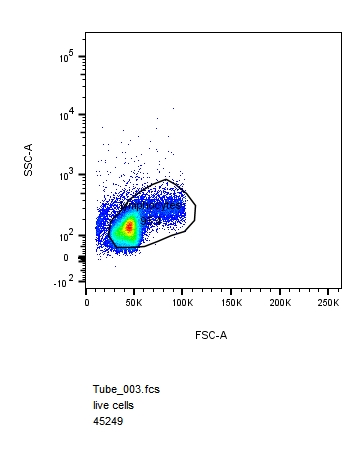 10^5
10^4
10^3
10^2
0
-10^2
SSC-A
0
50K
100K
150K
200K
250K
FSC-A
Tube_003.fcs
live cells
45249